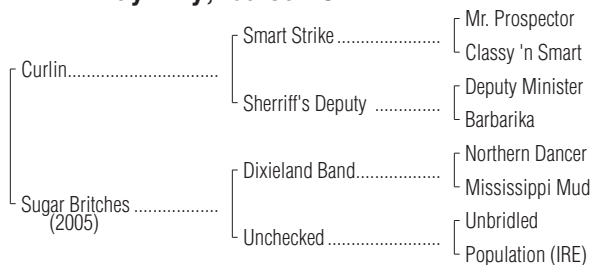 Smart Strike
Mr. Prospector
Classy 'n Smart
Curlin
Sherriff's Deputy
Deputy Minister
Barbarika
Dixieland Band
Northern Dancer
Mississippi Mud
Sugar Britches
(2005)
Unchecked
Unbridled
Population (IRE)